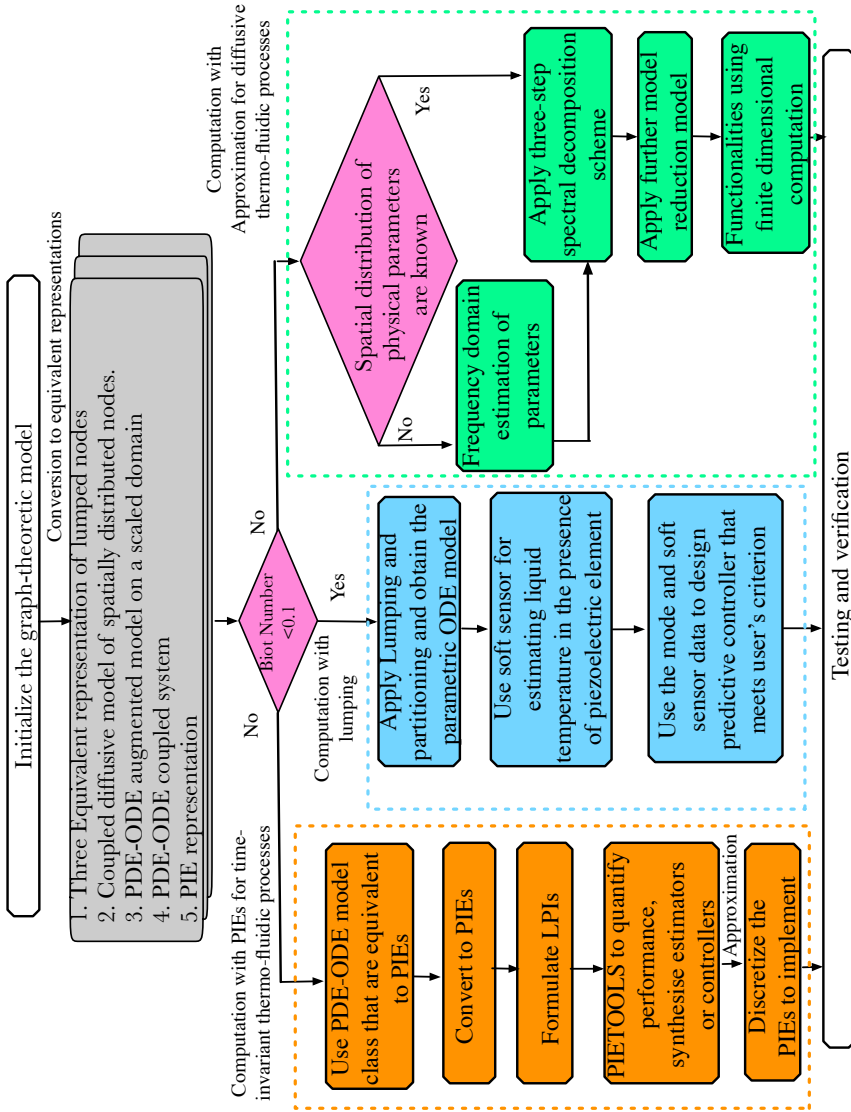 Initialize the graph-theoretic model
Conversion to equivalent representations
1. Three Equivalent representation of lumped nodes
2. Coupled diffusive model of spatially distributed nodes.
3. PDE-ODE augmented model on a scaled domain
4. PDE-ODE coupled system
5. PIE representation
Biot Number
<0.1
No
No
Yes
Computation with PIEs for time-
invariant thermo-fluidic processes
Use PDE-ODE model
class that are equivalent
to PIEs
Convert to PIEs
Formulate LPIs
PIETOOLS to quantify
performance,
synthesise estimators
or controllers
Approximation
Discretize the
PIEs to implement
Computation with
lumping
Apply Lumping and
partitioning and obtain the
parametric ODE model
Use soft sensor for
estimating liquid
temperature in the presence
of piezoelectric element
Use the mode and soft
sensor data to design
predictive controller that
meets user's criterion
Computation with
Approximation for diffusive
thermo-fluidic processes
Spatial distribution of
physical parameters
are known
No
Yes
Frequency domain
estimation of
parameters
Apply three-step
spectral decomposition
scheme
Apply further model
reduction model
Functionalities using
finite dimensional
computation
Testing and verification